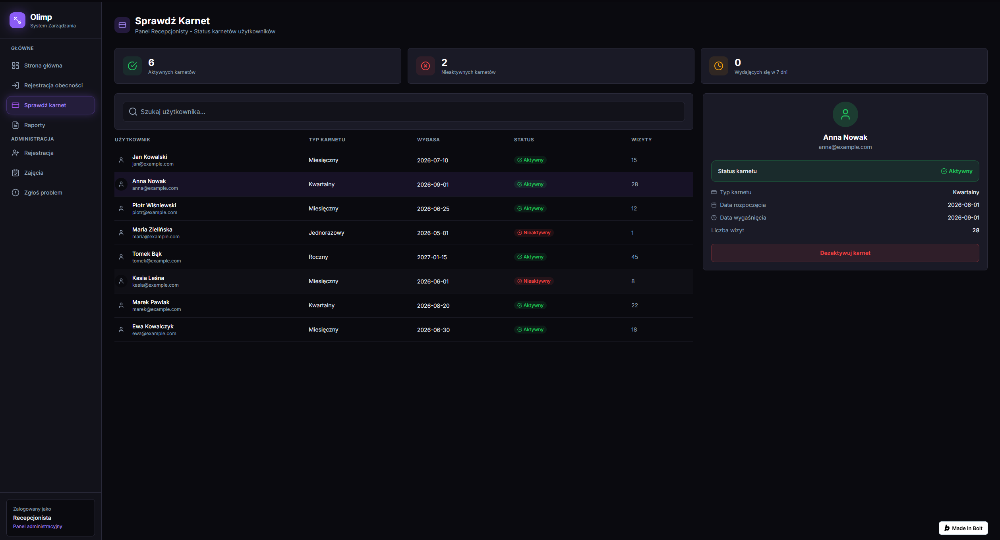 Olimp
System Zarządzania
GŁÓWNE
Strona główna
Rejestracja obecności
Sprawdź karnet
Raporty
ADMINISTRACJA
Rejestracja
Zajęcia
Zgłoś problem
Zalogowany jako
Recepcjonista
Panel administracyjny
Sprawdź Karnet
Panel Recepcjonisty - Status karnetów użytkowników
6
Aktywnych karnetów
2
Nieaktywnych karnetów
0
Wydających się w 7 dni
Szukaj użytkownika...
UŻYTKOWNIK TYP KARNETU WYGASA STATUS WIZYTY
Jan Kowalski
jan@example.com
Miesięczny 2026-07-10 Aktywny 15
Anna Nowak
anna@example.com
Kwartalny 2026-09-01 Aktywny 28
Piotr Wiśniewski
piotr@example.com
Miesięczny 2026-06-25 Aktywny 12
Maria Zielińska
maria@example.com
Jednorazowy 2026-05-01 Nieaktywny 1
Tomek Bąk
tomek@example.com
Roczny 2027-01-15 Aktywny 45
Kasia Leśna
kasia@example.com
Miesięczny 2026-06-01 Nieaktywny 8
Marek Pawlak
marek@example.com
Kwartalny 2026-08-20 Aktywny 22
Ewa Kowalczyk
ewa@example.com
Miesięczny 2026-06-30 Aktywny 18
Anna Nowak
anna@example.com
Status karnetu Aktywny
Typ karnetu Kwartalny
Data rozpoczęcia 2026-06-01
Data wygaśnięcia 2026-09-01
Liczba wizyt 28
Dezaktywuj karnet
b Made in Bolt